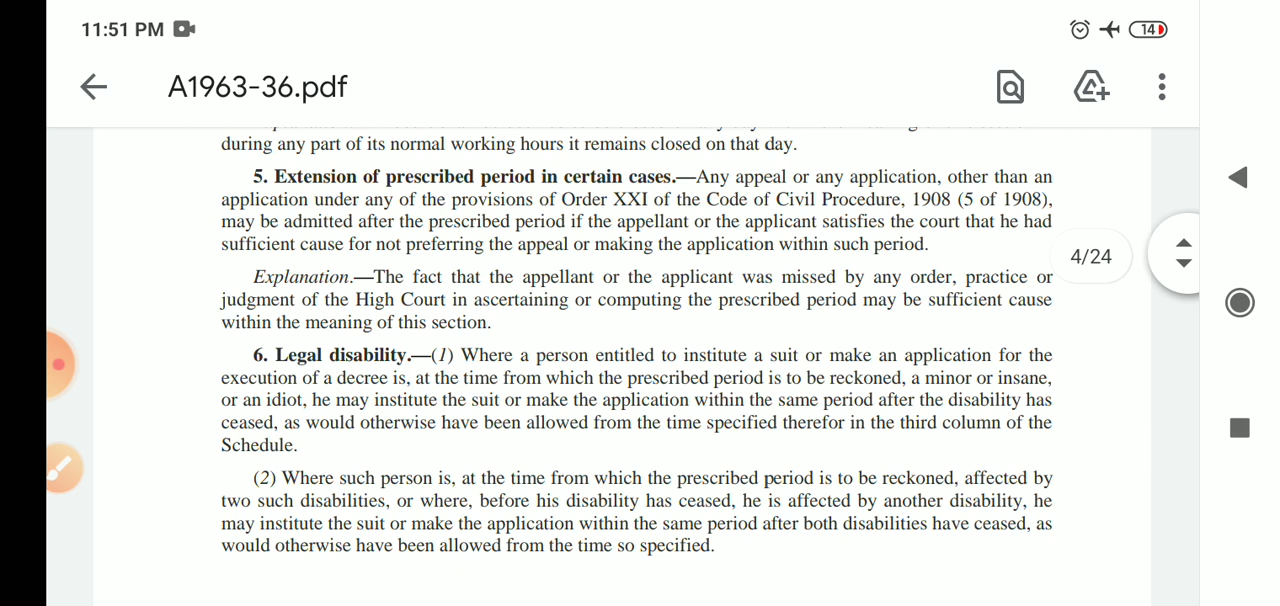 11:51 PM
14
A1963-36.pdf
during any part of its normal working hours it remains closed on that day.
5. Extension of prescribed period in certain cases.—Any appeal or any application, other than an
application under any of the provisions of Order XXI of the Code of Civil Procedure, 1908 (5 of 1908),
may be admitted after the prescribed period if the appellant or the applicant satisfies the court that he had
sufficient cause for not preferring the appeal or making the application within such period.
4/24
Explanation.—The fact that the appellant or the applicant was missed by any order, practice or
judgment of the High Court in ascertaining or computing the prescribed period may be sufficient cause
within the meaning of this section.
6. Legal disability.—(1) Where a person entitled to institute a suit or make an application for the
execution of a decree is, at the time from which the prescribed period is to be reckoned, a minor or insane,
or an idiot, he may institute the suit or make the application within the same period after the disability has
ceased, as would otherwise have been allowed from the time specified therefor in the third column of the
Schedule.
(2) Where such person is, at the time from which the prescribed period is to be reckoned, affected by
two such disabilities, or where, before his disability has ceased, he is affected by another disability, he
may institute the suit or make the application within the same period after both disabilities have ceased, as
would otherwise have been allowed from the time so specified.